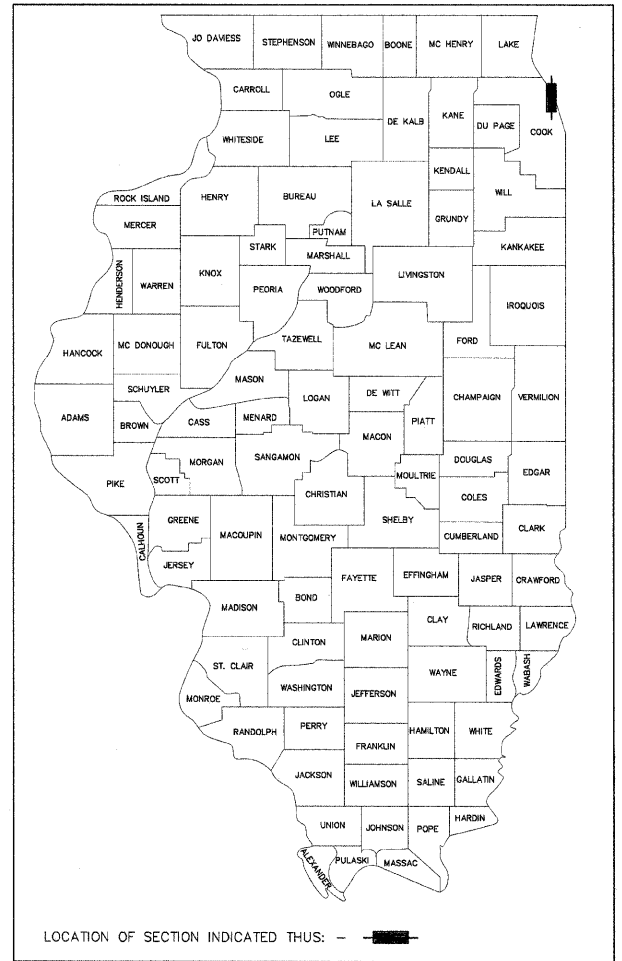 JO DAVIESS STEPHENSON WINNEBAGO BOONE MC HENRY LAKE
CARROLL OGLE DE KALB KANE DU PAGE COOK
WHITESIDE LEE
KENDALL WILL
ROCK ISLAND HENRY BUREAU LA SALLE GRUNDY
MERCER PUTNAM
STARK MARSHALL KANKAKEE
HENDERSON WARREN KNOX PEORIA WOODFORD LIVINGSTON IROQUOIS
HANCOCK MC DONOUGH FULTON TAZEWELL MC LEAN FORD
SCHUYLER MASON
ADAMS BROWN CASS MENARD LOGAN DE WITT PIATT CHAMPAIGN VERMILION
MACON
PIKE SCOTT MORGAN SANGAMON CHRISTIAN MOULTRIE DOUGLAS EDGAR
COLES
CALHOUN GREENE MACOUPIN MONTGOMERY SHELBY CUMBERLAND CLARK
JERSEY FAYETTE EFFINGHAM JASPER CRAWFORD
MADISON BOND
CLAY RICHLAND LAWRENCE
CLINTON MARION
ST. CLAIR WAYNE EDWARDS WABASH
MONROE WASHINGTON JEFFERSON
RANDOLPH PERRY HAMILTON WHITE
FRANKLIN
JACKSON WILLIAMSON SALINE GALLATIN
UNION JOHNSON POPE HARDIN
ALEXANDER PULASKI MASSAC
LOCATION OF SECTION INDICATED THUS: –